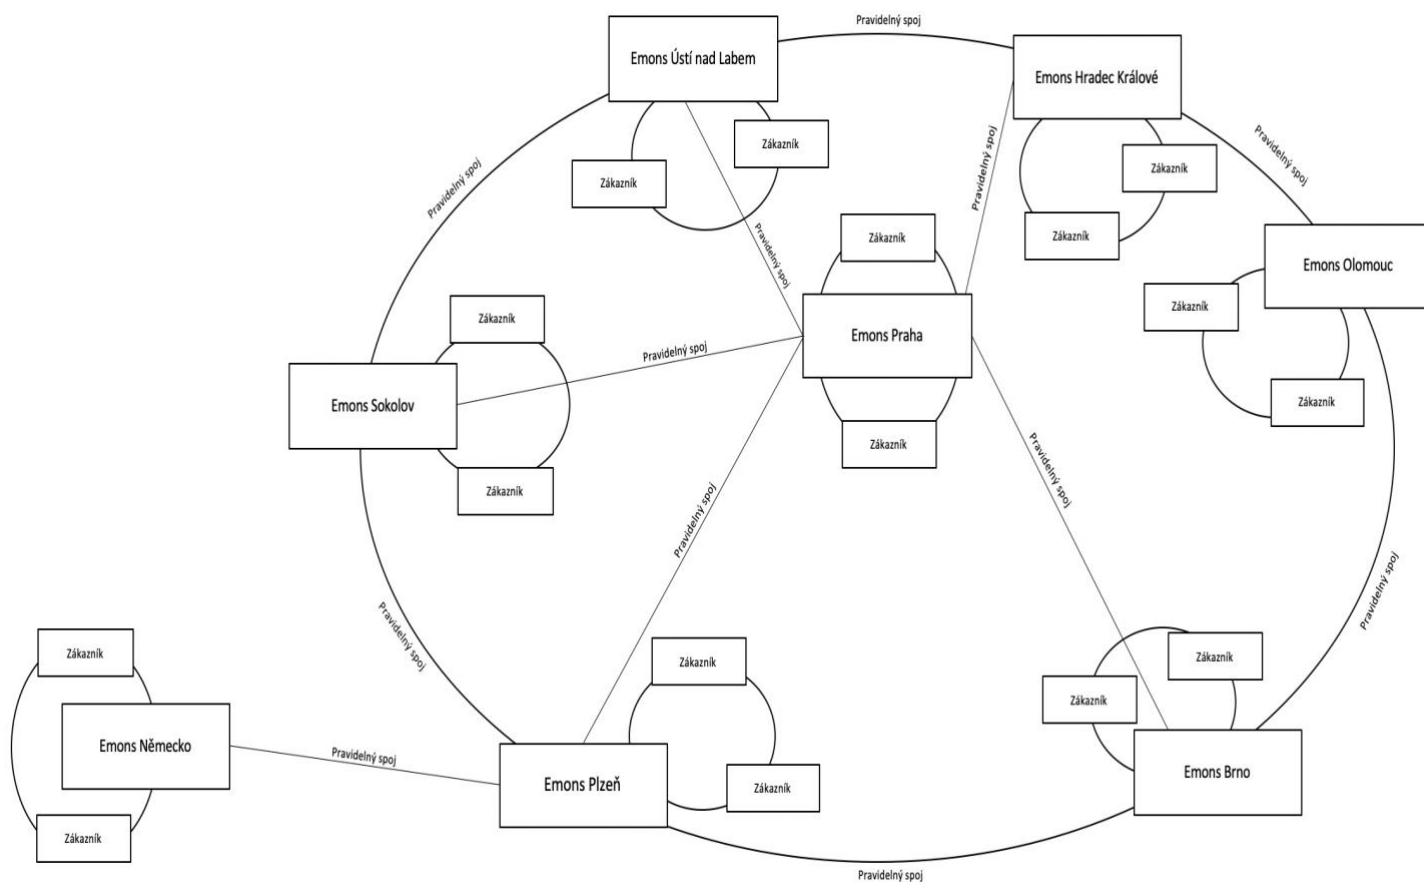 Pravidelný spoj
Emons Ústí nad Labem
Emons Hradec Králové
Zákazník
Zákazník
Pravidelný spoj
Pravidelný spoj
Pravidelný spoj
Zákazník
Zákazník
Zákazník
Pravidelný spoj
Emons Olomouc
Zákazník
Zákazník
Emons Praha
Pravidelný spoj
Emons Sokolov
Zákazník
Zákazník
Pravidelný spoj
Zákazník
Pravidelný spoj
Pravidelný spoj
Pravidelný spoj
Zákazník
Zákazník
Zákazník
Zákazník
Emons Německo
Pravidelný spoj
Emons Plzeň
Zákazník
Emons Brno
Zákazník
Pravidelný spoj